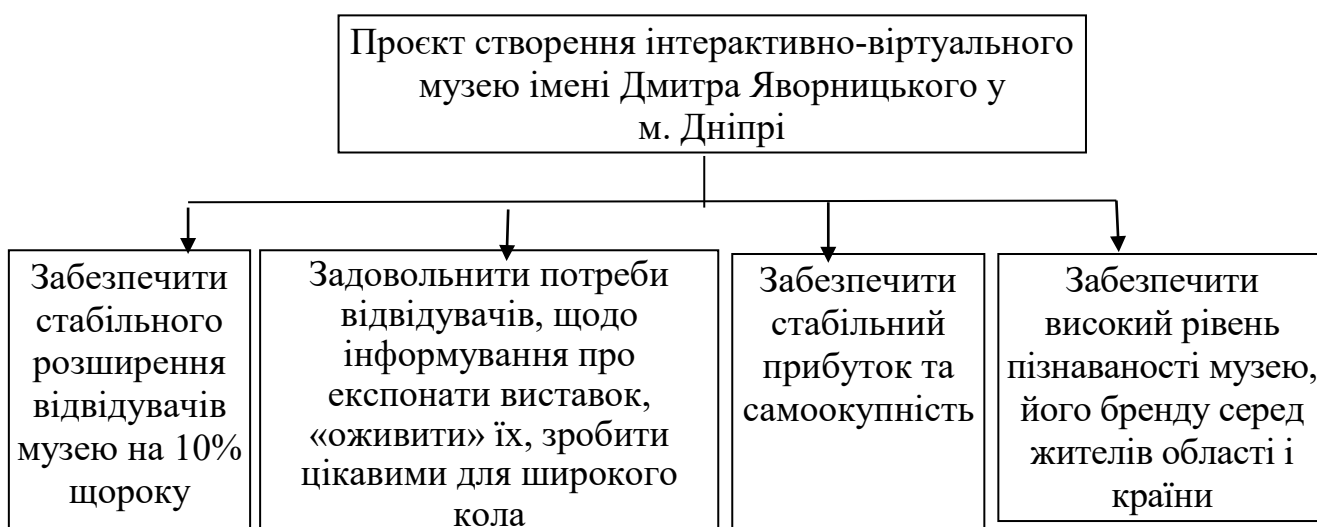 Проєкт створення інтерактивно-віртуального
музею імені Дмитра Яворницького у
м. Дніпрі
Забезпечити
стабільного
розширення
відвідувачів
музею на 10%
щороку
Задовольнити потреби
відвідувачів, щодо
інформування про
експонати виставок,
«оживити» їх, зробити
цікавими для широкого
кола
Забезпечити
стабільний
прибуток та
самоокупність
Забезпечити
високий рівень
пізнаваності музею,
його бренду серед
жителів області і
країни